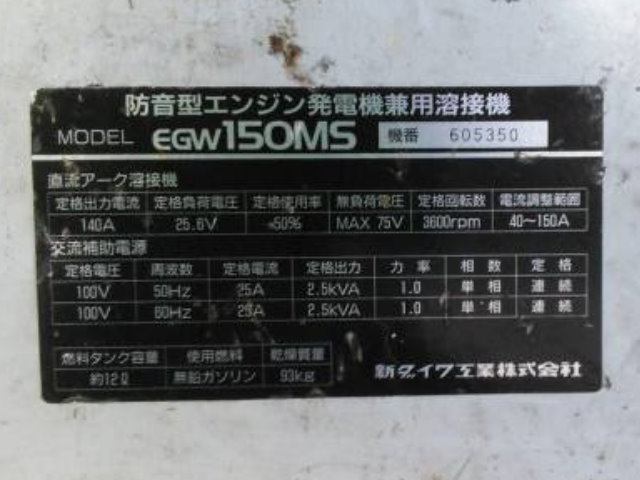 防音型エンジン発電機兼用溶接機
MODEL EGW150MS 機番 605350
直流アーク溶接機
定格出力電流 定格負荷電圧 定格使用率 無負荷電圧 定格回転数 電流調整範囲
140A 25.6V 50% MAX 75V 3600rpm 40～150A
交流補助電源
定格電圧 周波数 定格電流 定格出力 力率 相数 定格
100V 50Hz 25A 2.5kVA 1.0 単相 連続
100V 60Hz 25A 2.5kVA 1.0 単相 連続
燃料タンク容量 使用燃料 乾燥質量
約12ℓ 無鉛ガソリン 93kg
新ダイワ工業株式会社